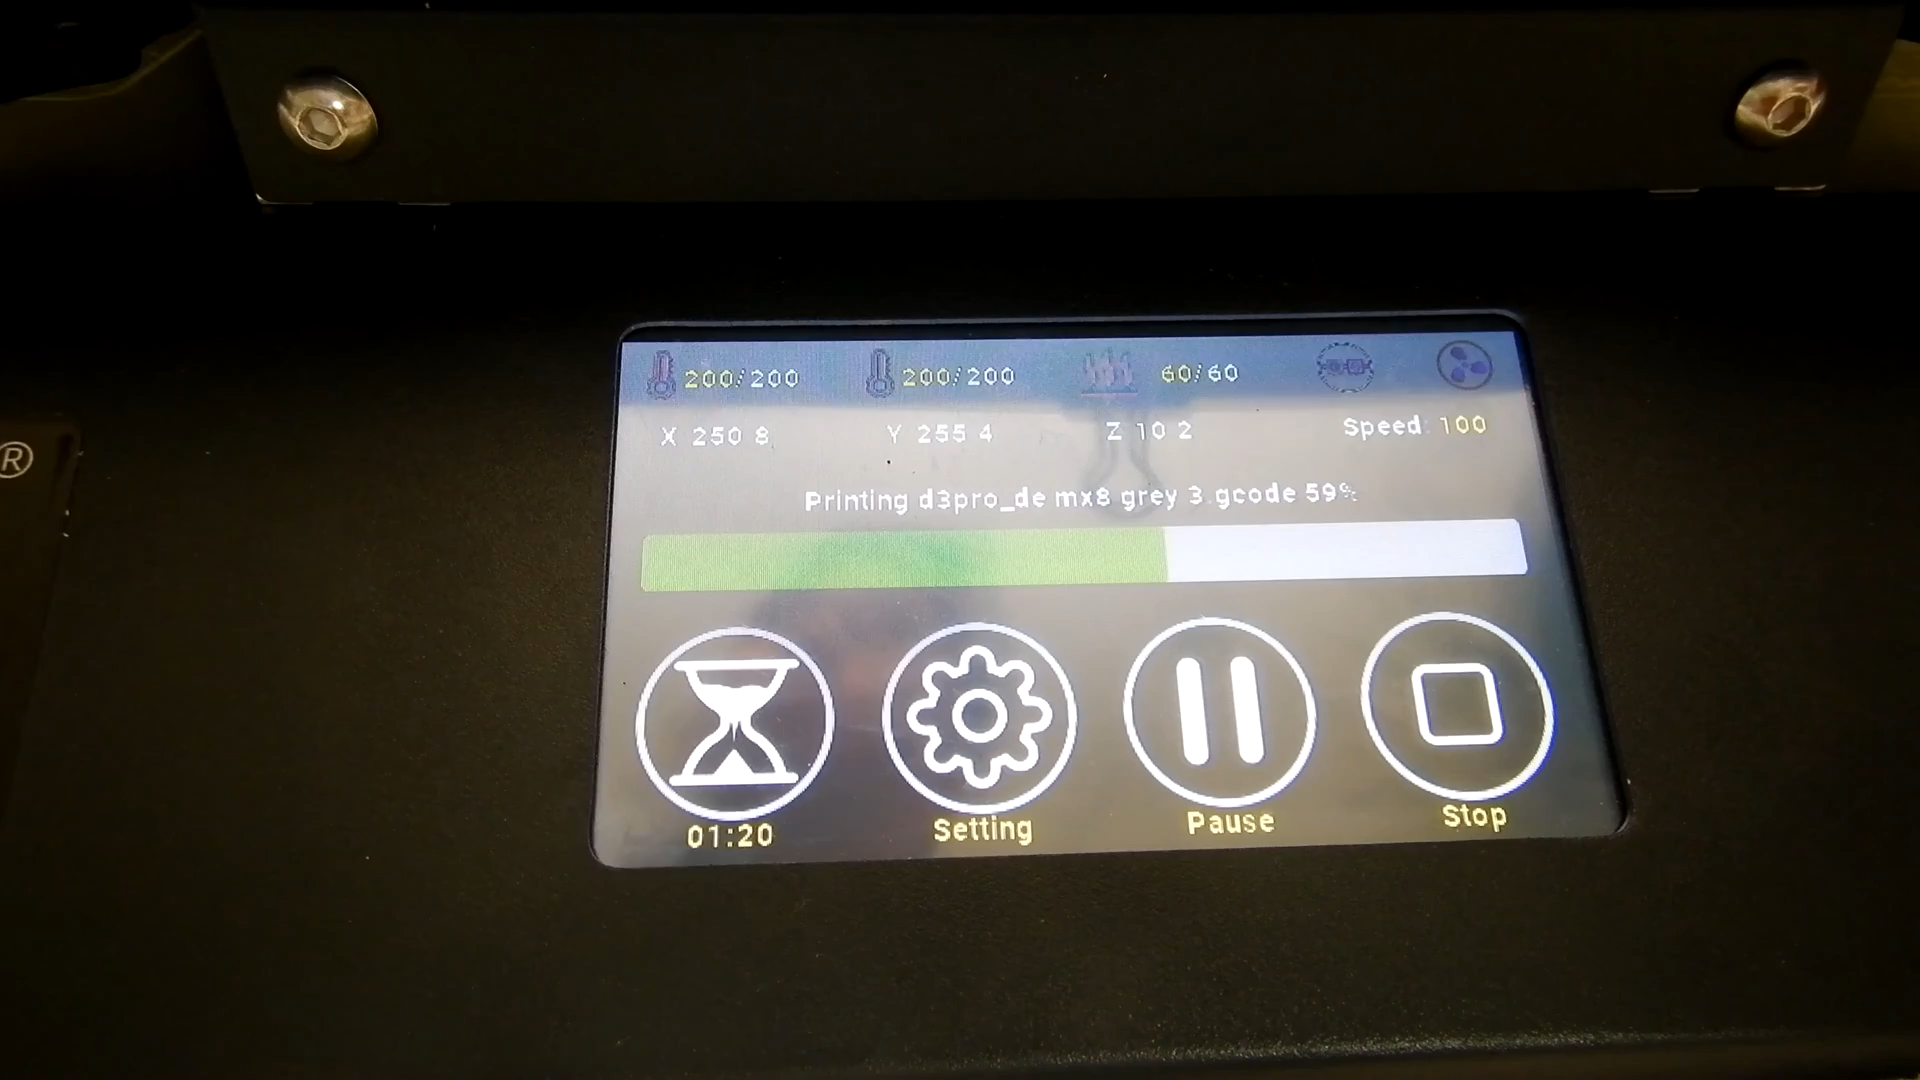 200/200 200/200 60/60
X 250 8 Y 255 4 Z 10 2 Speed: 100
®
Printing d3pro_de mx8 grey 3.gcode 59%
01:20 Setting Pause Stop